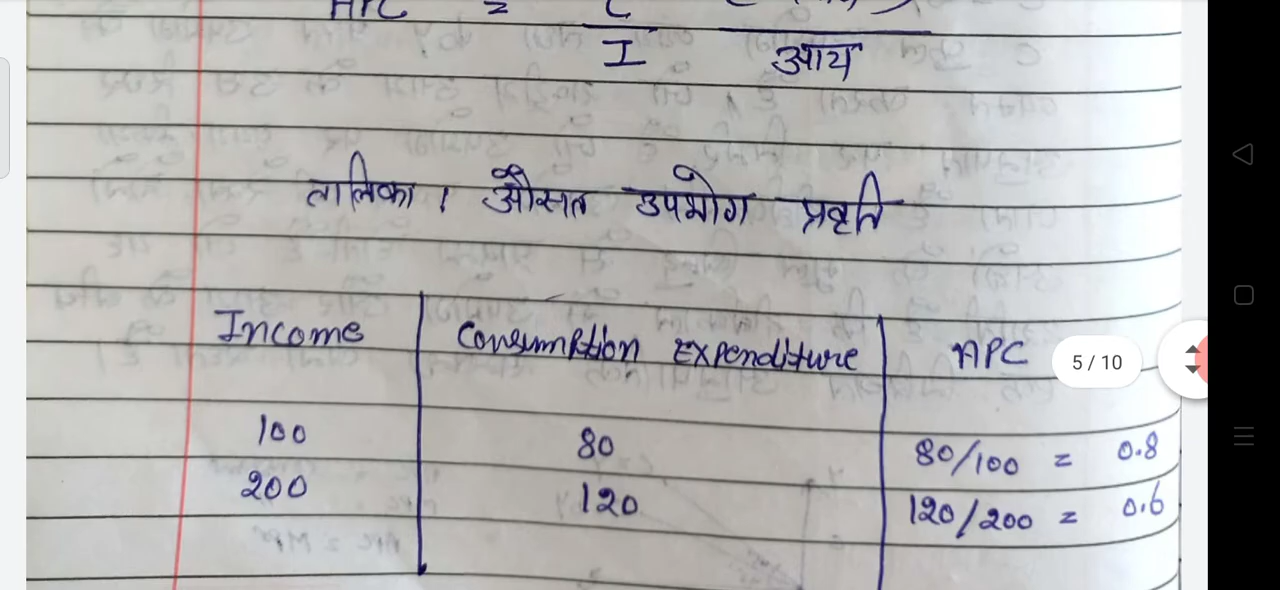 I आय
तालिका । औसत उपभोग प्रवृति
Income Consumption Expenditure APC
5 / 10
100 80 80/100 = 0.8
200 120 120/200 = 0.6